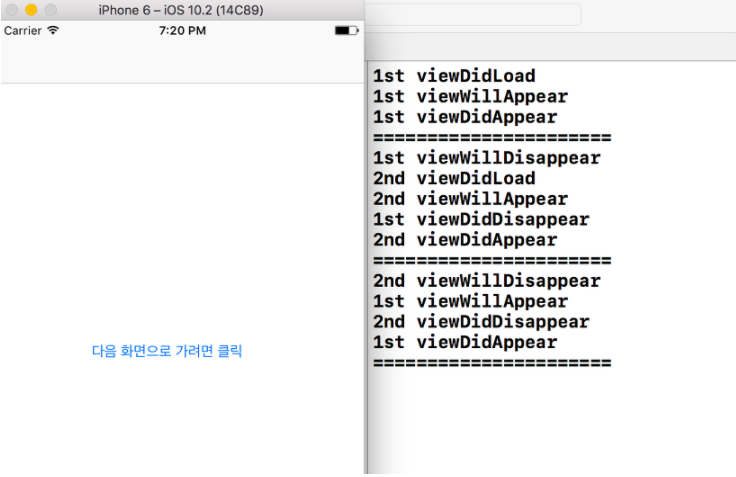 iPhone 6 – iOS 10.2 (14C89)
Carrier 7:20 PM
다음 화면으로 가려면 클릭
1st viewDidLoad
1st viewWillAppear
1st viewDidAppear
======================
1st viewWillDisappear
2nd viewDidLoad
2nd viewWillAppear
1st viewDidDisappear
2nd viewDidAppear
======================
2nd viewWillDisappear
1st viewWillAppear
2nd viewDidDisappear
1st viewDidAppear
======================